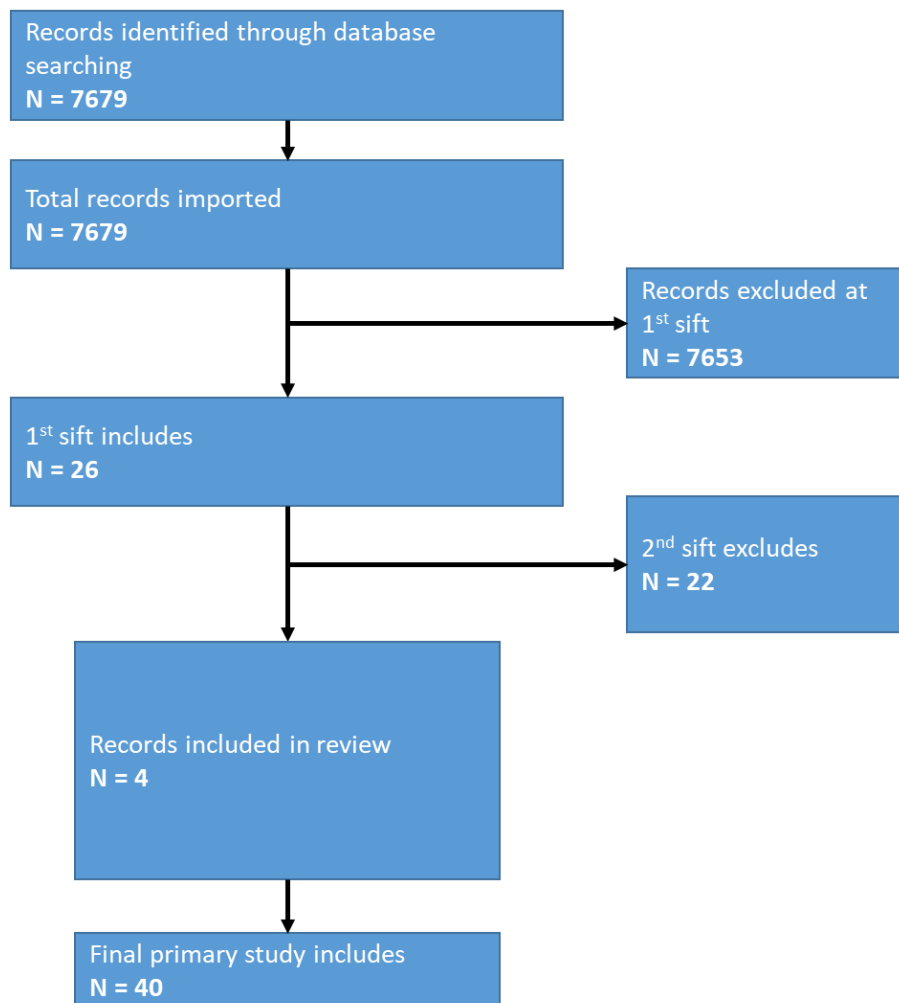 Records identified through database
searching
N = 7679
Total records imported
N = 7679
Records excluded at
1st sift
N = 7653
1st sift includes
N = 26
2nd sift excludes
N = 22
Records included in review
N = 4
Final primary study includes
N = 40